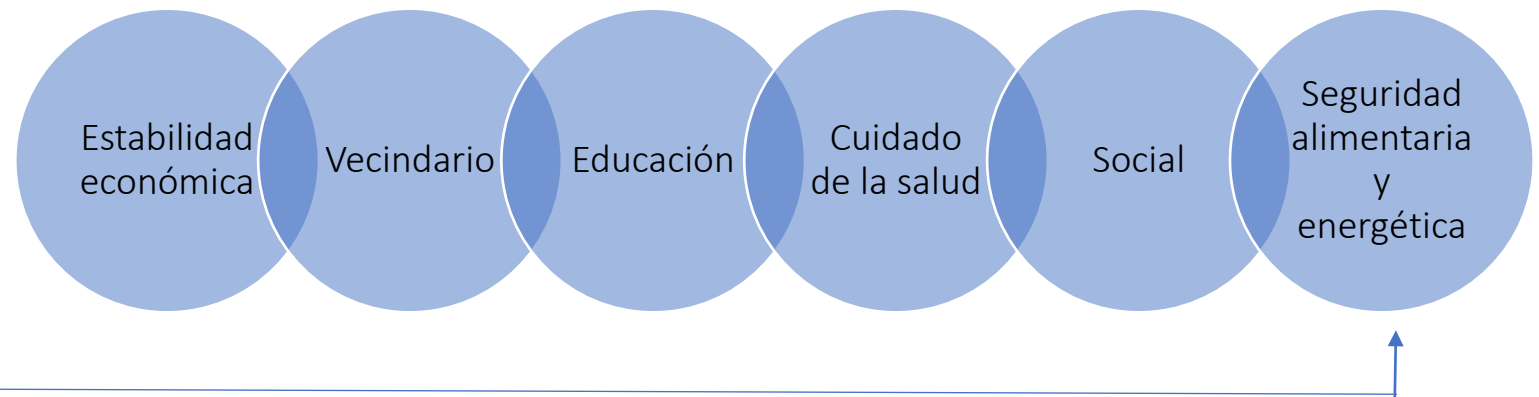 Estabilidad
económica
Vecindario
Educación
Cuidado
de la salud
Social
Seguridad
alimentaria
y
energética